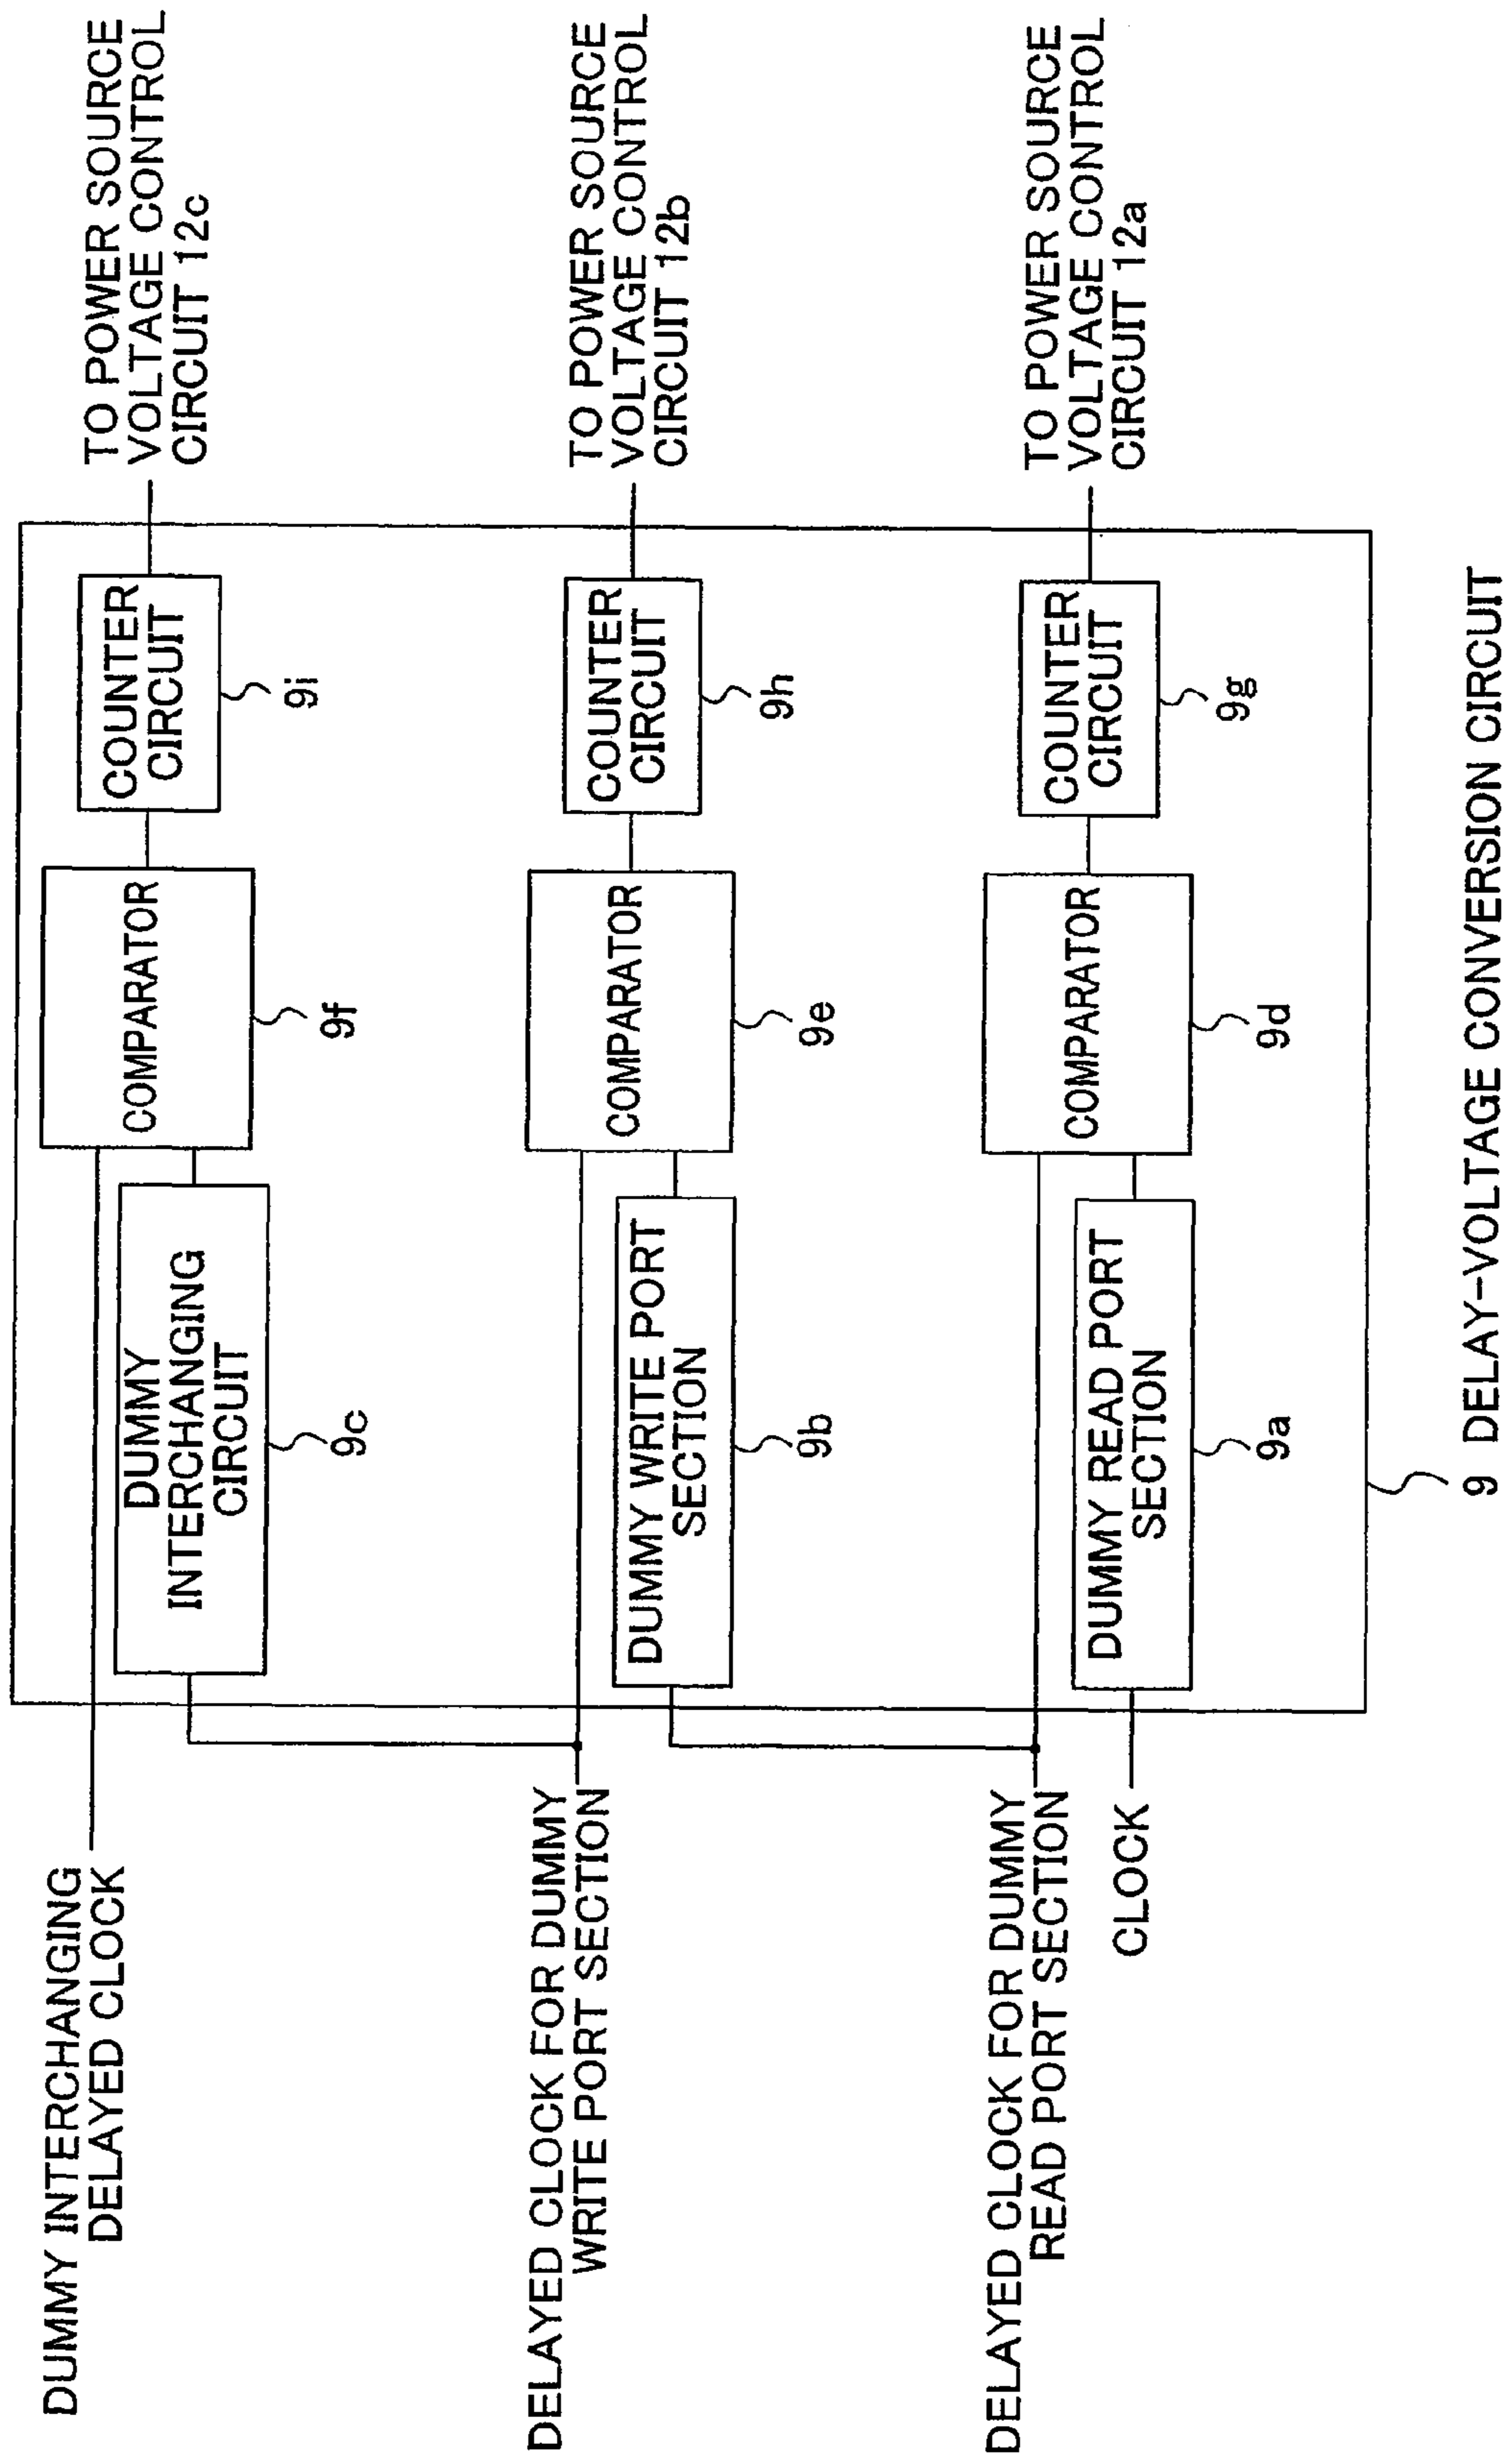 DUMMY INTERCHANGING
DELAYED CLOCK
DUMMY
INTERCHANGING
CIRCUIT
9c
COMPARATOR
9f
COUNTER
CIRCUIT
9i
TO POWER SOURCE
VOLTAGE CONTROL
CIRCUIT 12c
DELAYED CLOCK FOR DUMMY
WRITE PORT SECTION
DUMMY WRITE PORT
SECTION
9b
COMPARATOR
9e
COUNTER
CIRCUIT
9h
TO POWER SOURCE
VOLTAGE CONTROL
CIRCUIT 12b
DELAYED CLOCK FOR DUMMY
READ PORT SECTION
CLOCK
DUMMY READ PORT
SECTION
9a
COMPARATOR
9d
COUNTER
CIRCUIT
9g
TO POWER SOURCE
VOLTAGE CONTROL
CIRCUIT 12a
9 DELAY-VOLTAGE CONVERSION CIRCUIT